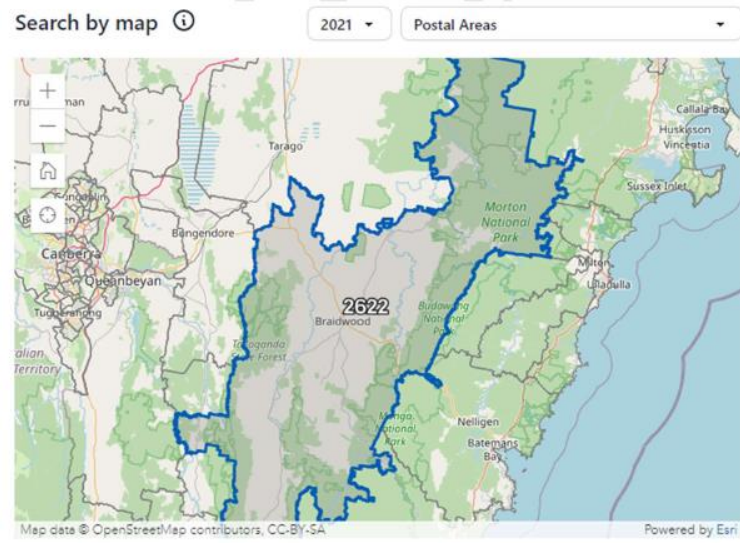 Search by map
2021
Postal Areas
Callala Bay
Huskisson
Vincentia
Tarago
Sussex Inlet
Morton
National
Park
Bungendore
Canberra
Milton
Ulladulla
Queanbeyan
2622
Braidwood
Budawang
National
Park
Tuggeranong
Tallaganda
State Forest
Territory
Monga
National
Park
Nelligen
Batemans
Bay
Map data © OpenStreetMap contributors, CC-BY-SA
Powered by Esri